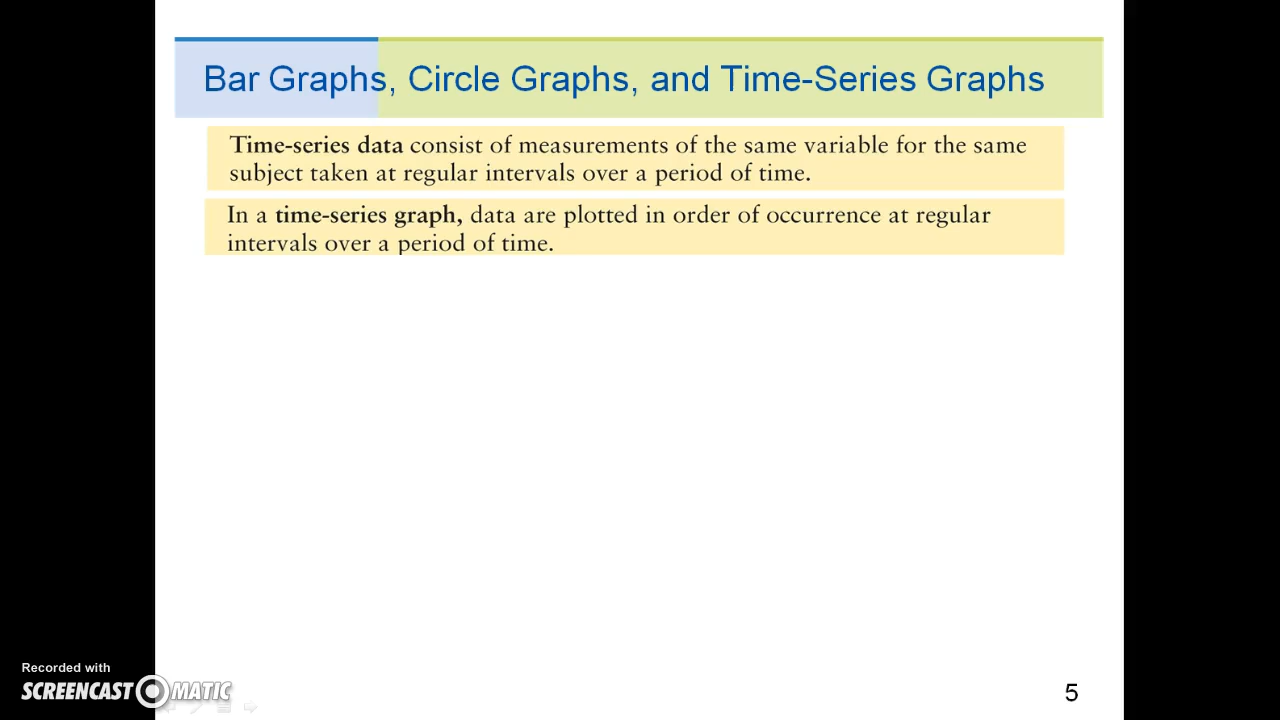 Bar Graphs, Circle Graphs, and Time-Series Graphs
Time-series data consist of measurements of the same variable for the same
subject taken at regular intervals over a period of time.
In a time-series graph, data are plotted in order of occurrence at regular
intervals over a period of time.
Recorded with
SCREENCAST MATIC
5